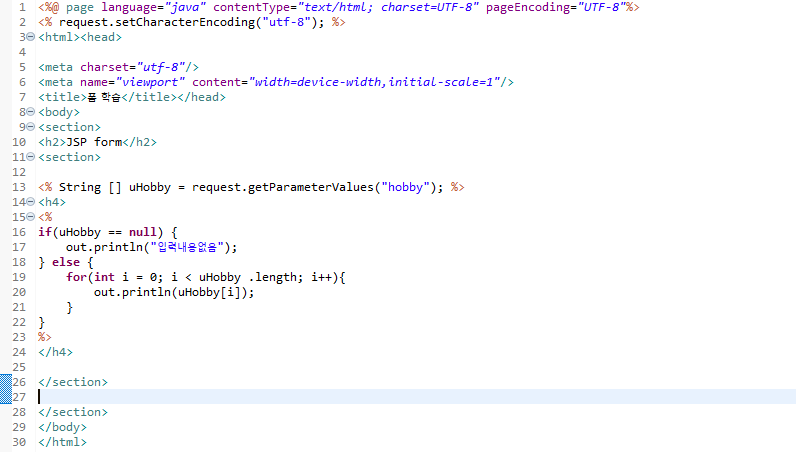 1 <%@ page language="java" contentType="text/html; charset=UTF-8" pageEncoding="UTF-8"%>
2 <% request.setCharacterEncoding("utf-8"); %>
3 <html><head>
4
5 <meta charset="utf-8"/>
6 <meta name="viewport" content="width=device-width,initial-scale=1"/>
7 <title>폼 학습</title></head>
8 <body>
9 <section>
10 <h2>JSP form</h2>
11 <section>
12
13 <% String [] uHobby = request.getParameterValues("hobby"); %>
14 <h4>
15 <%
16 if(uHobby == null) {
17     out.println("입력내용없음");
18 } else {
19     for(int i = 0; i < uHobby .length; i++){
20         out.println(uHobby[i]);
21     }
22 }
23 %>
24 </h4>
25
26 </section>
27
28 </section>
29 </body>
30 </html>